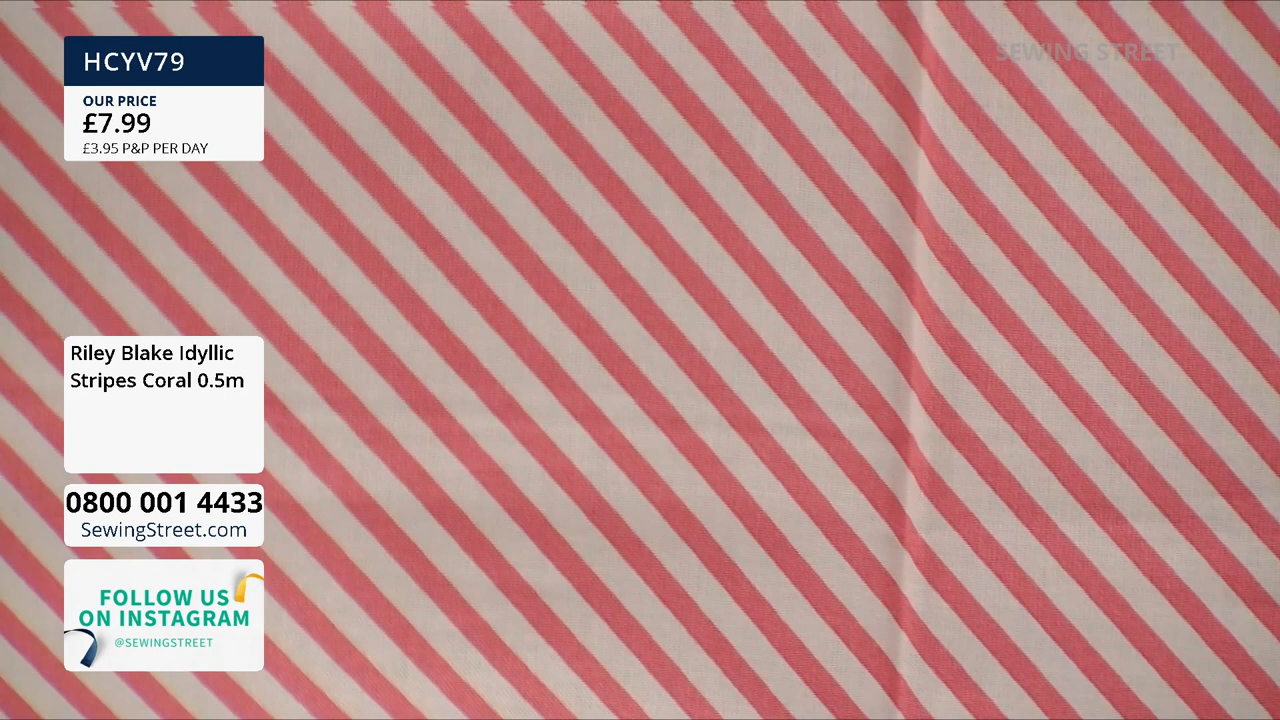 HCYV79
OUR PRICE
£7.99
£3.95 P&P PER DAY
SEWING STREET
Riley Blake Idyllic
Stripes Coral 0.5m
0800 001 4433
SewingStreet.com
FOLLOW US
ON INSTAGRAM
@SEWINGSTREET